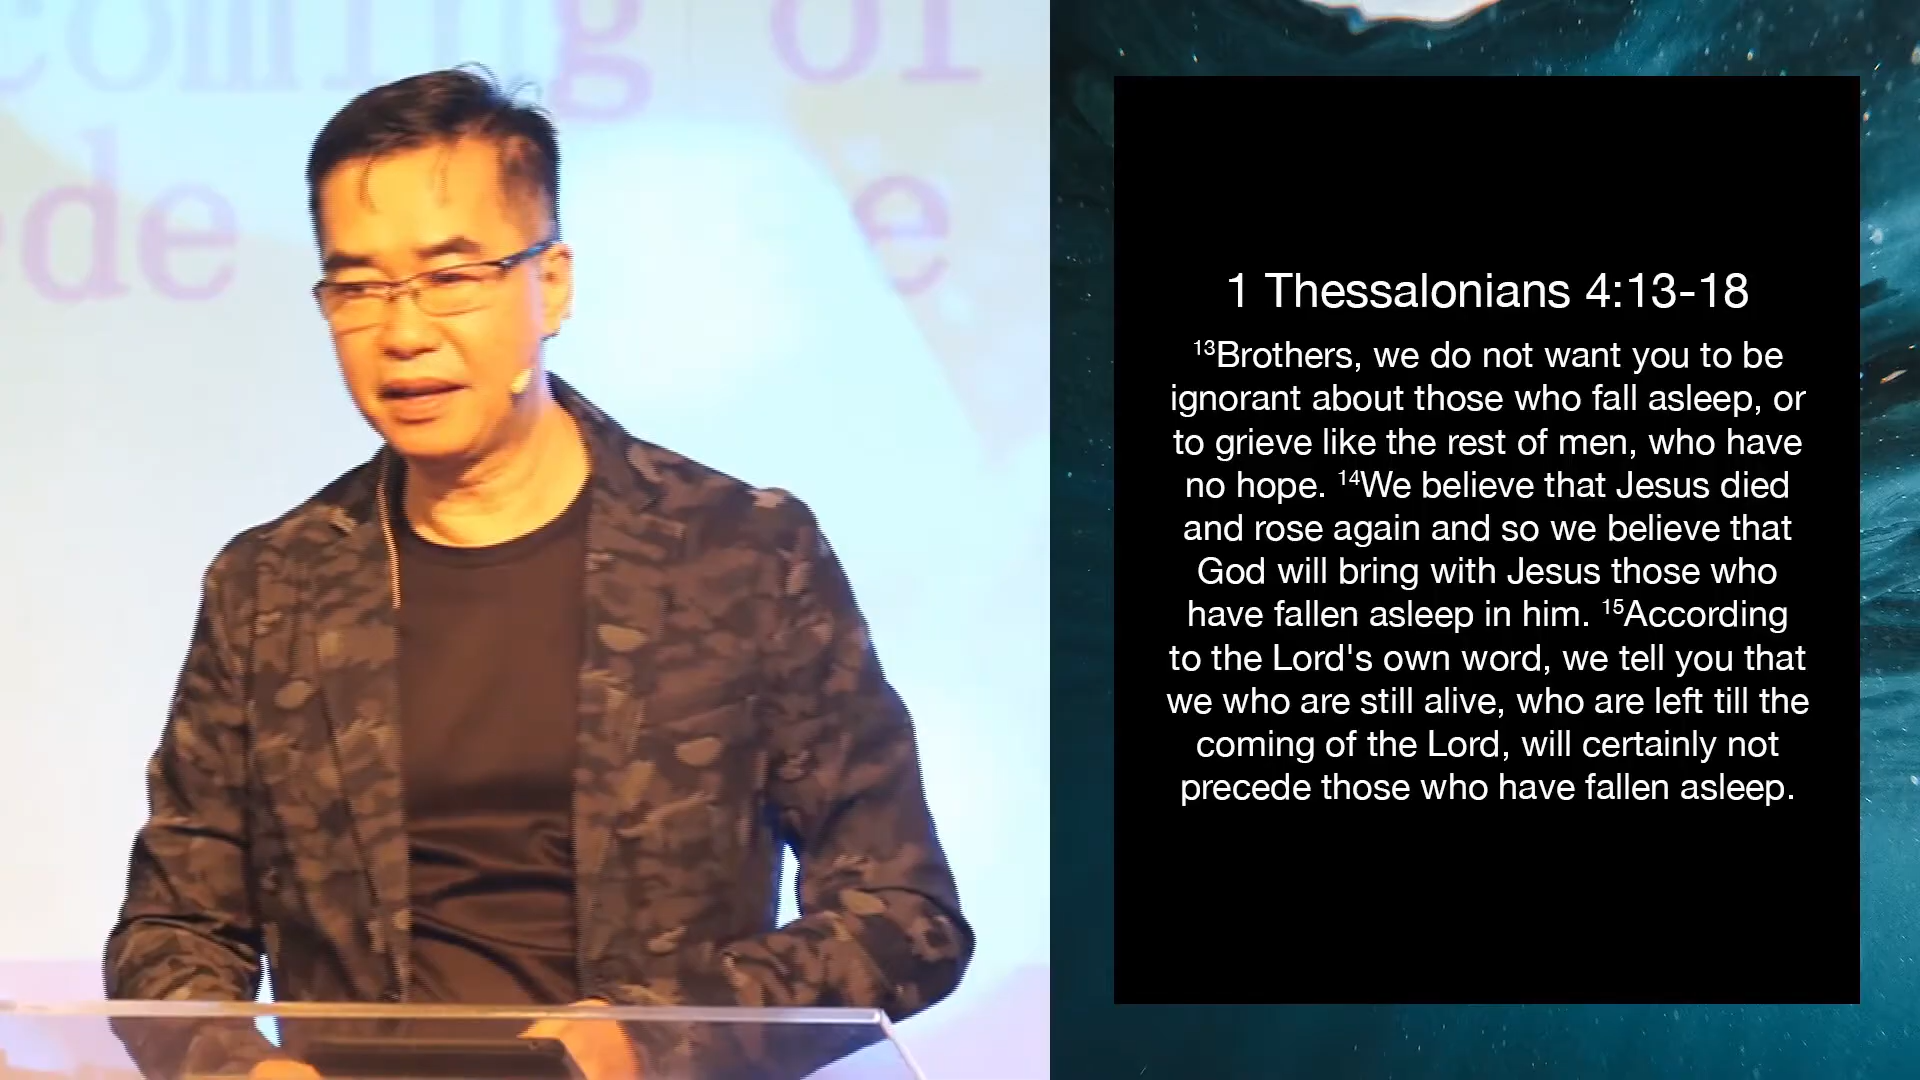 coming of
ede
e
1 Thessalonians 4:13-18
¹³Brothers, we do not want you to be
ignorant about those who fall asleep, or
to grieve like the rest of men, who have
no hope. ¹⁴We believe that Jesus died
and rose again and so we believe that
God will bring with Jesus those who
have fallen asleep in him. ¹⁵According
to the Lord's own word, we tell you that
we who are still alive, who are left till the
coming of the Lord, will certainly not
precede those who have fallen asleep.